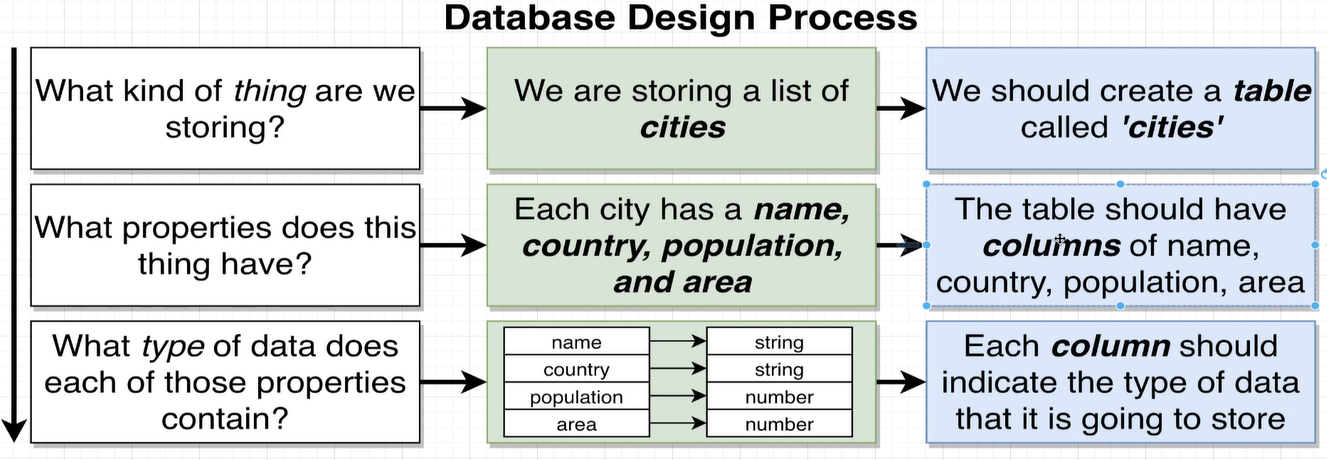 Database Design Process
What kind of thing are we
storing?
We are storing a list of
cities
We should create a table
called 'cities'
What properties does this
thing have?
Each city has a name,
country, population,
and area
The table should have
columns of name,
country, population, area
What type of data does
each of those properties
contain?
name
string
country
string
population
number
area
number
Each column should
indicate the type of data
that it is going to store